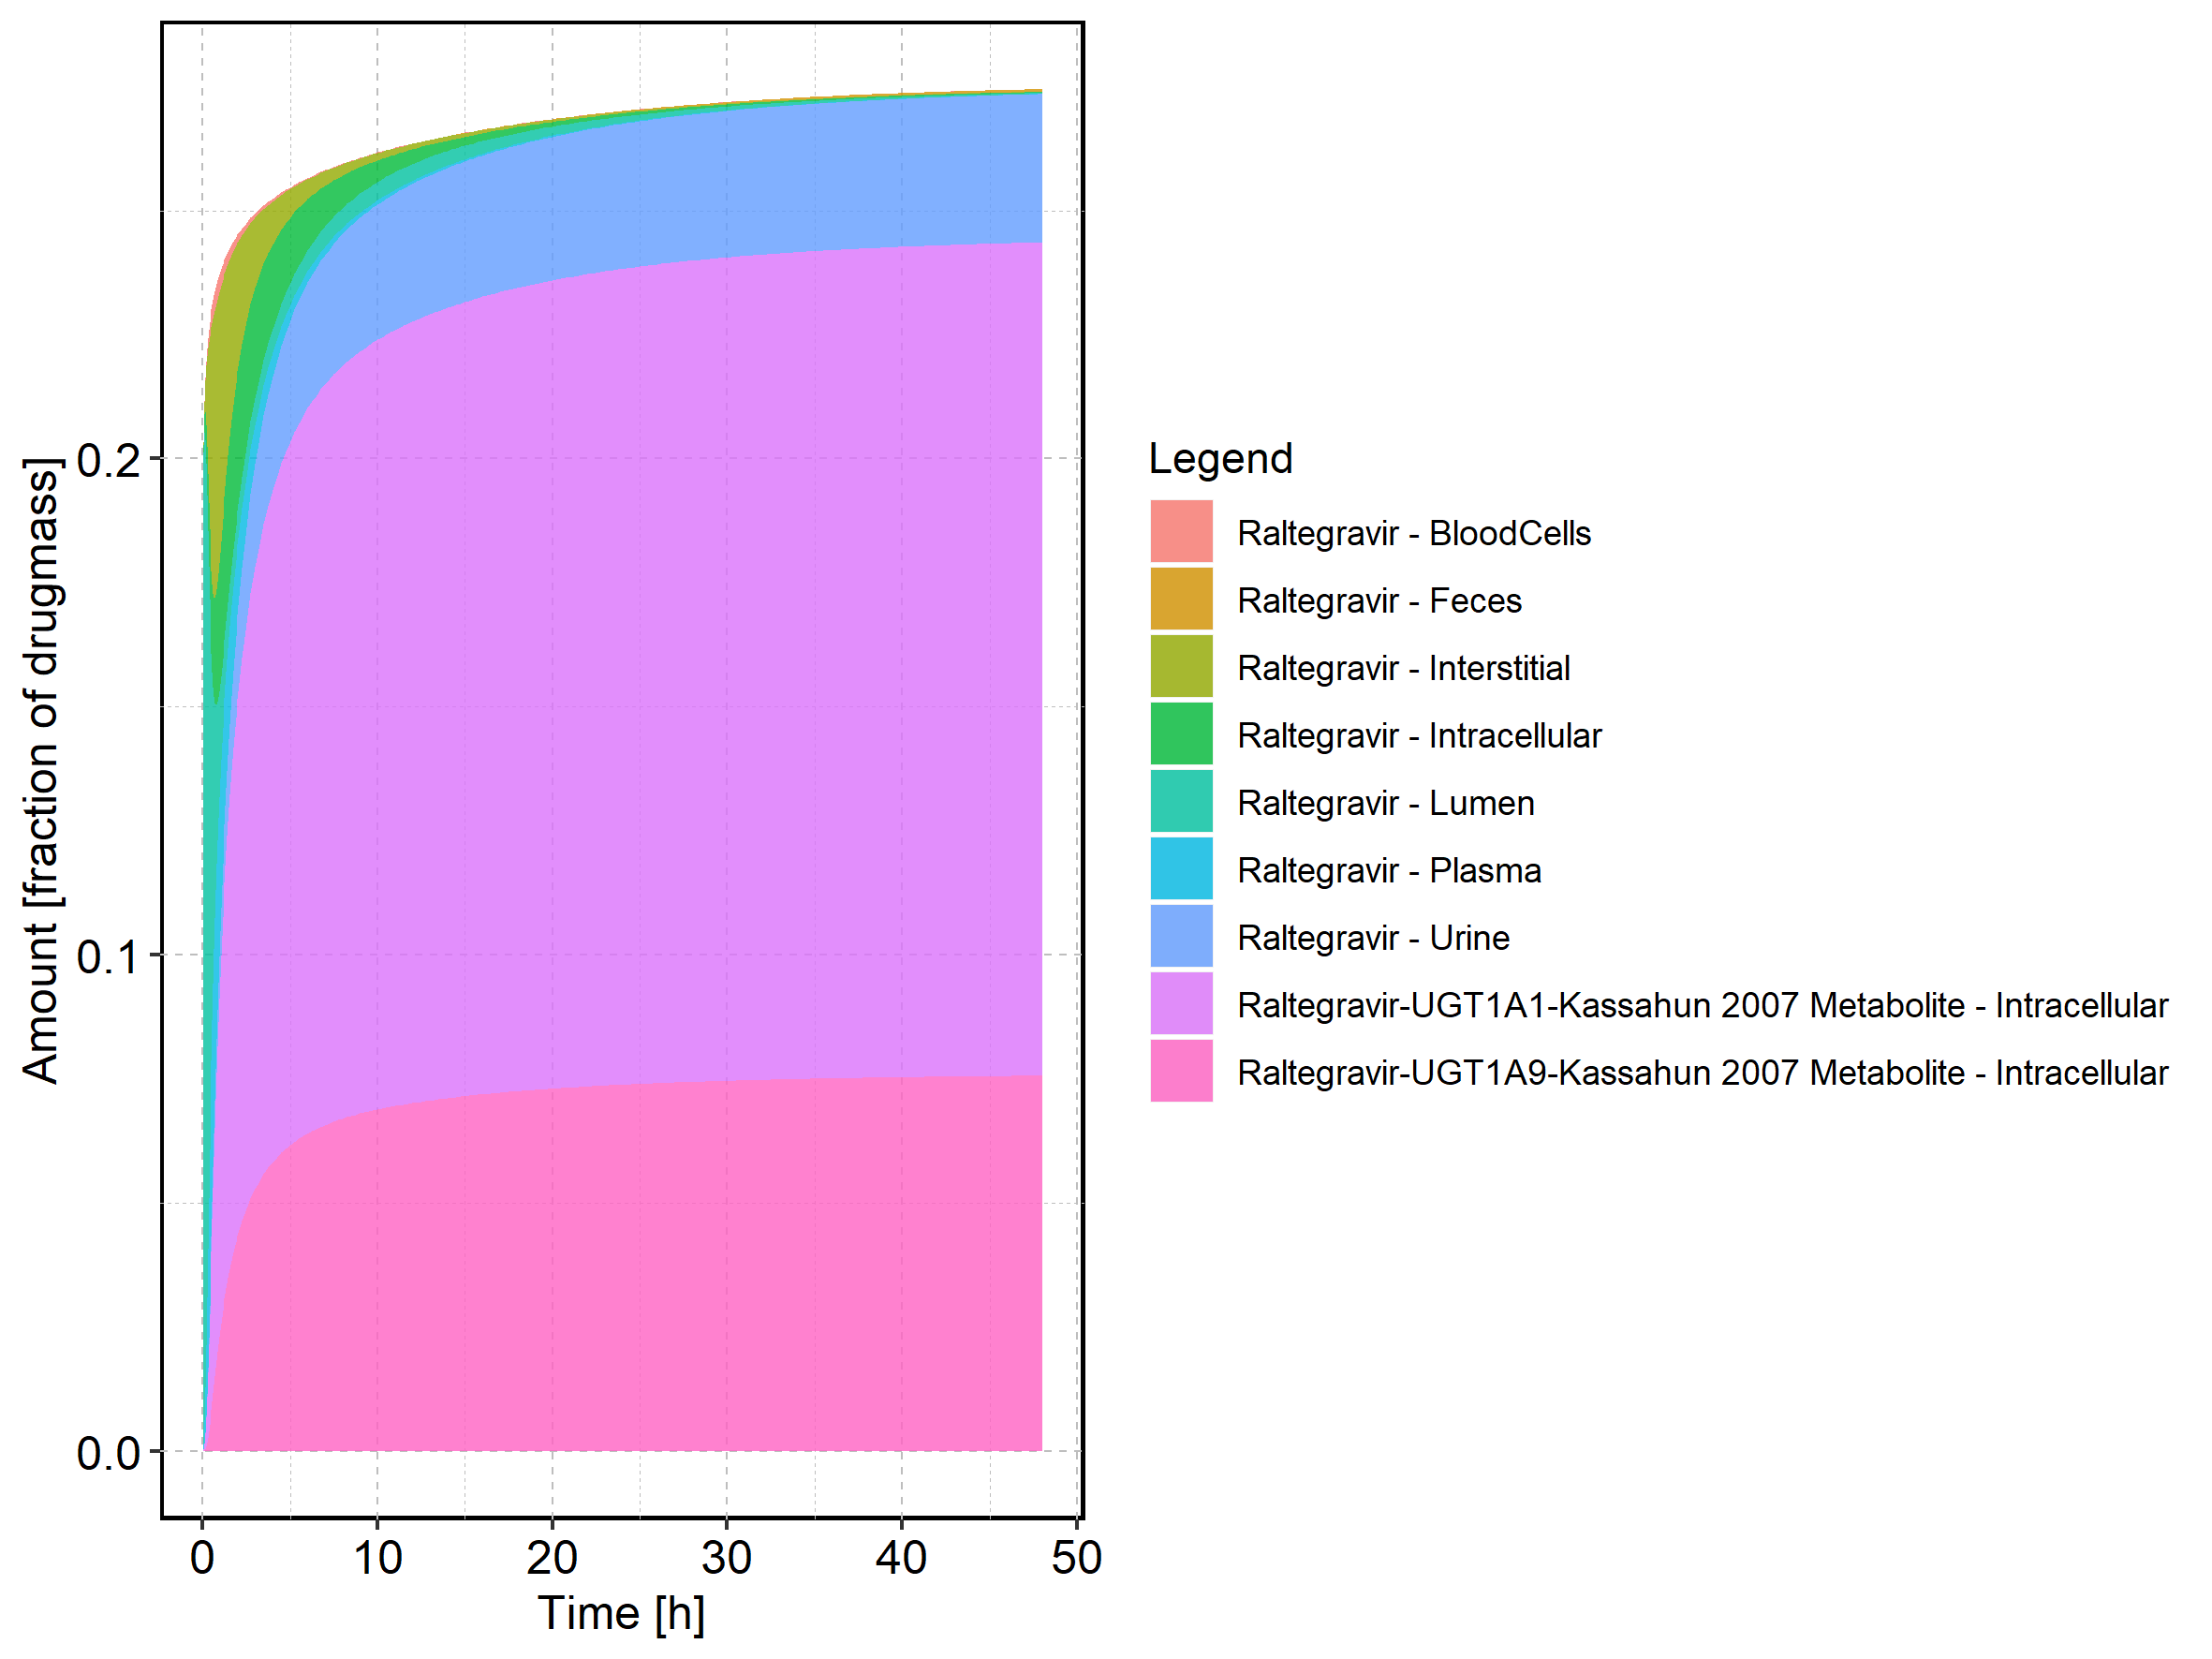 Amount [fraction of drugmass]
0.2
0.1
0.0
0 10 20 30 40 50
Time [h]
Legend
Raltegravir - BloodCells
Raltegravir - Feces
Raltegravir - Interstitial
Raltegravir - Intracellular
Raltegravir - Lumen
Raltegravir - Plasma
Raltegravir - Urine
Raltegravir-UGT1A1-Kassahun 2007 Metabolite - Intracellular
Raltegravir-UGT1A9-Kassahun 2007 Metabolite - Intracellular